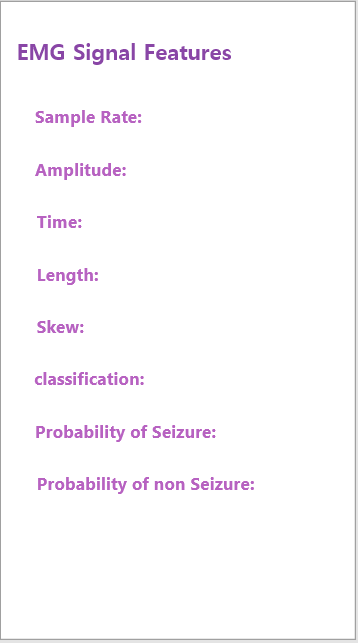 EMG Signal Features
Sample Rate:
Amplitude:
Time:
Length:
Skew:
classification:
Probability of Seizure:
Probability of non Seizure: